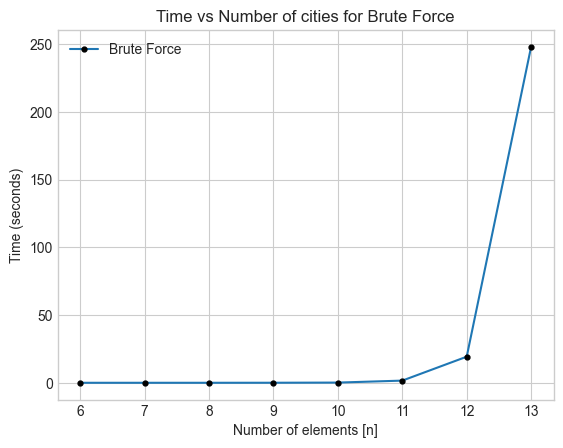 Time vs Number of cities for Brute Force
Brute Force
250
200
150
100
50
0
Time (seconds)
6 7 8 9 10 11 12 13
Number of elements [n]